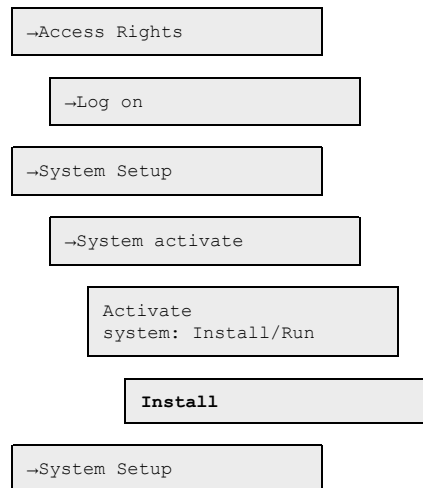 →Access Rights
→Log on
→System Setup
→System activate
Activate
system: Install/Run
Install
→System Setup